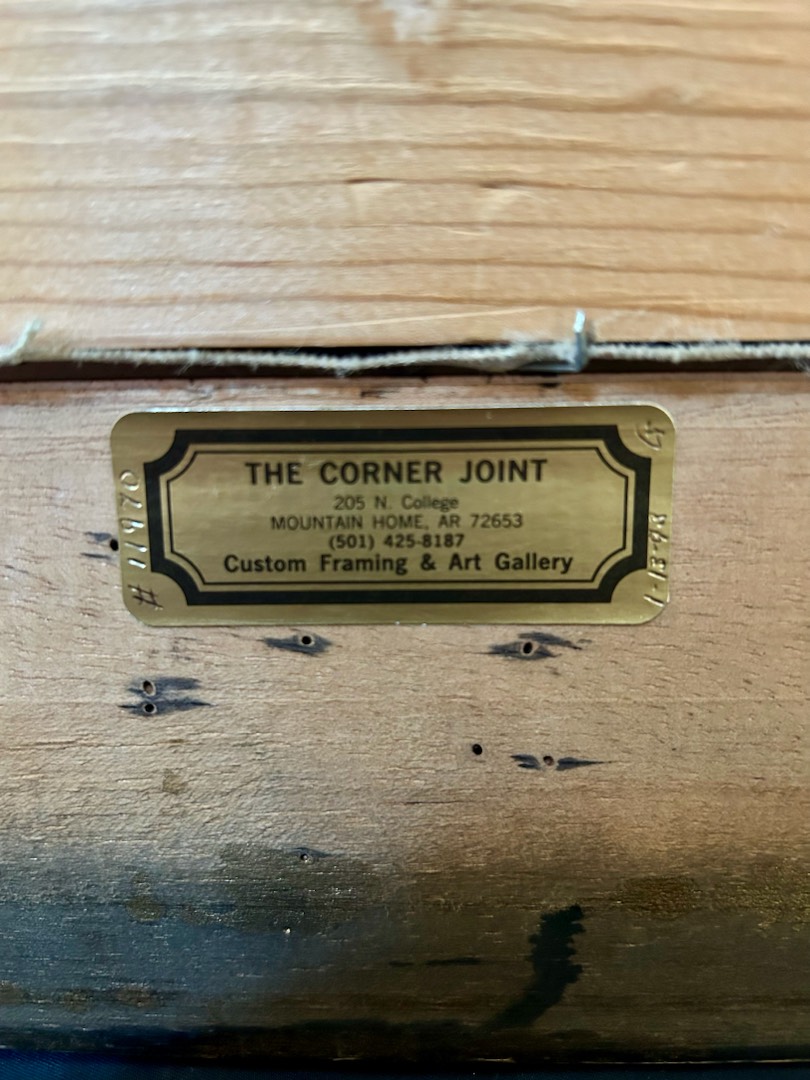 THE CORNER JOINT
205 N. College
MOUNTAIN HOME, AR 72653
(501) 425-8187
Custom Framing & Art Gallery
# 11970
1-13-98